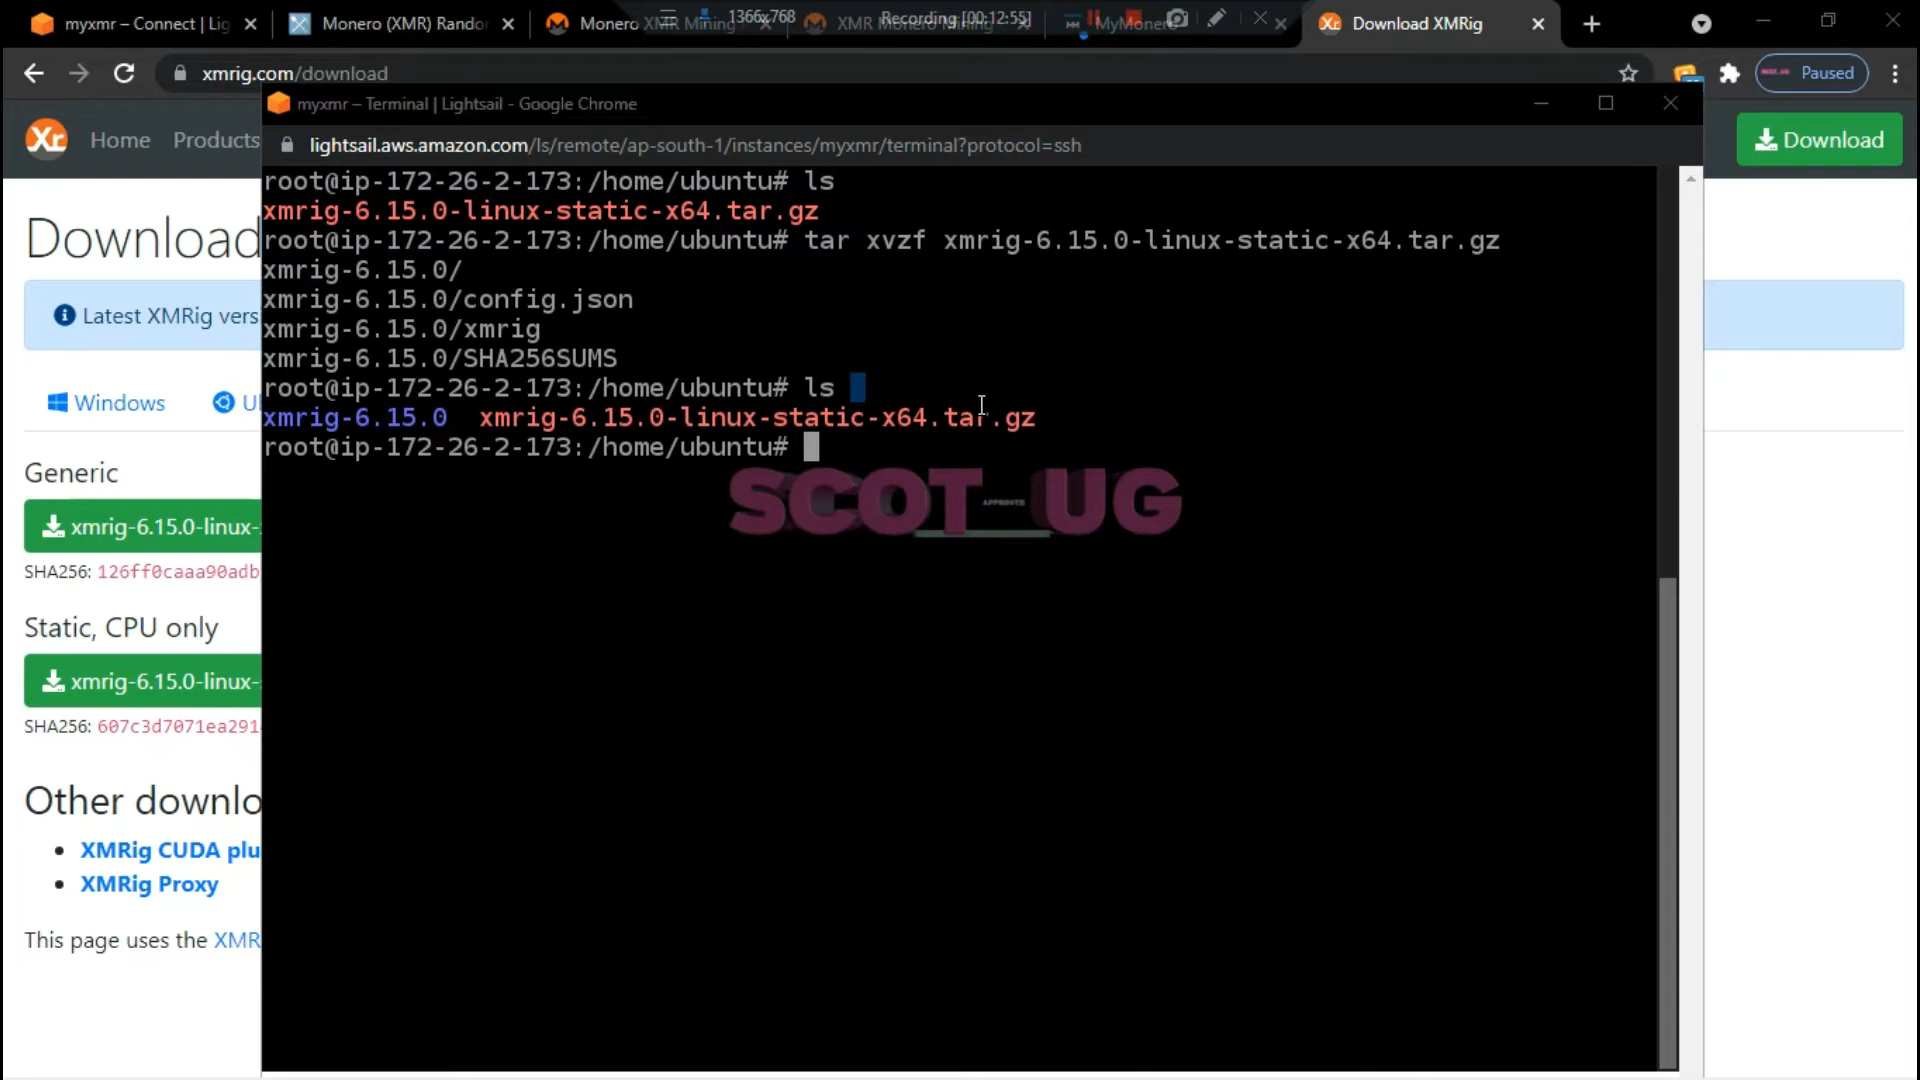 myxmr – Connect | Lig
Monero (XMR) Rando
Monero XMR Mining
XMR Monero Mining
MyMonero
Download XMRig
1366x768
Recording [00:12:55]
xmrig.com/download
Paused
myxmr – Terminal | Lightsail - Google Chrome
Xr Home Products
lightsail.aws.amazon.com/ls/remote/ap-south-1/instances/myxmr/terminal?protocol=ssh
Download
root@ip-172-26-2-173:/home/ubuntu# ls
xmrig-6.15.0-linux-static-x64.tar.gz
root@ip-172-26-2-173:/home/ubuntu# tar xvzf xmrig-6.15.0-linux-static-x64.tar.gz
xmrig-6.15.0/
xmrig-6.15.0/config.json
xmrig-6.15.0/xmrig
xmrig-6.15.0/SHA256SUMS
root@ip-172-26-2-173:/home/ubuntu# ls
xmrig-6.15.0 xmrig-6.15.0-linux-static-x64.tar.gz
root@ip-172-26-2-173:/home/ubuntu#
SCOT UG
APPROVED
Download
Latest XMRig vers
Windows
Generic
xmrig-6.15.0-linux-
SHA256: 126ff0caaa90adb
Static, CPU only
xmrig-6.15.0-linux-
SHA256: 607c3d7071ea291
Other downlo
XMRig CUDA plu
XMRig Proxy
This page uses the XMR